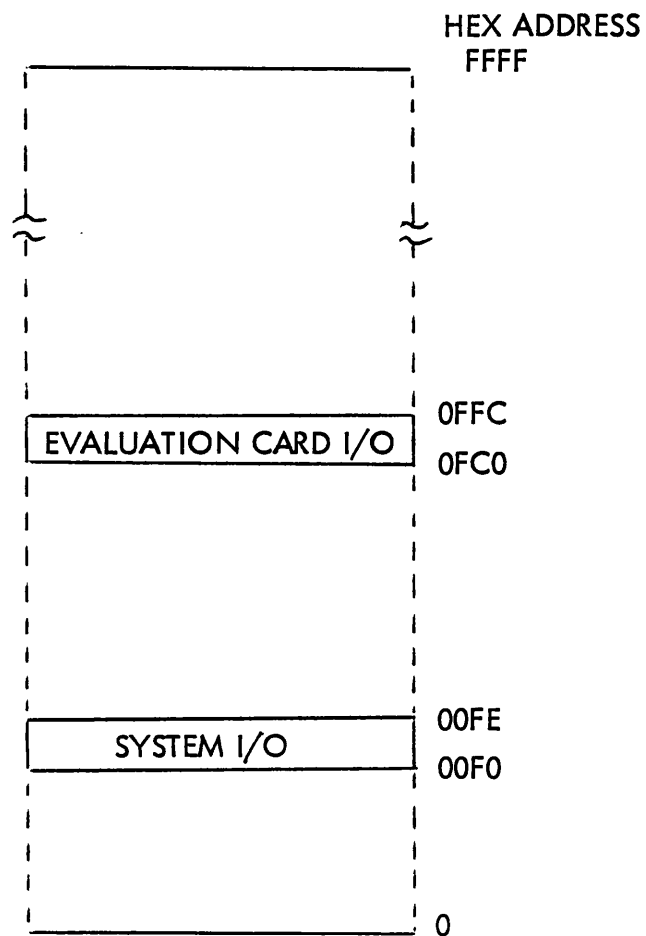 HEX ADDRESS
FFFF
0FFC
EVALUATION CARD I/O
0FC0
00FE
SYSTEM I/O
00F0
0